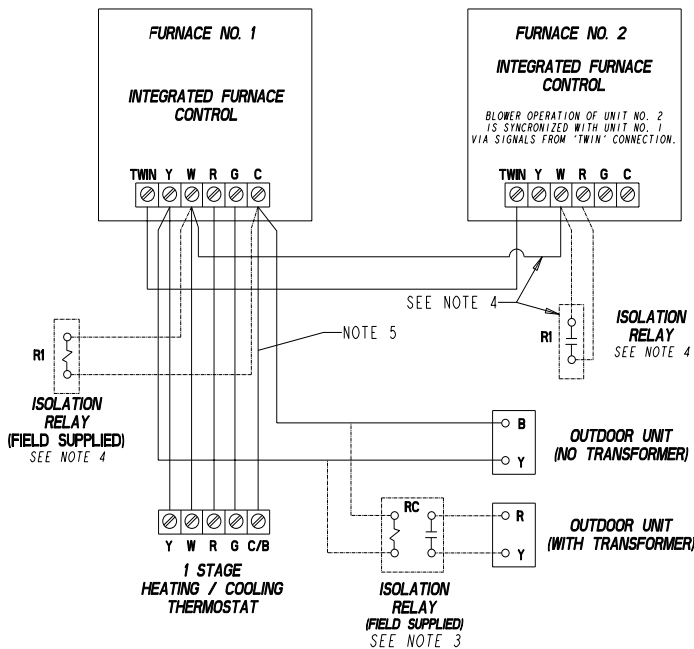 FURNACE NO. 1
INTEGRATED FURNACE
CONTROL
TWIN Y W R G C
FURNACE NO. 2
INTEGRATED FURNACE
CONTROL
BLOWER OPERATION OF UNIT NO. 2
IS SYNCRONIZED WITH UNIT NO. 1
VIA SIGNALS FROM 'TWIN' CONNECTION.
TWIN Y W R G C
SEE NOTE 4
NOTE 5
R1
ISOLATION
RELAY
(FIELD SUPPLIED)
SEE NOTE 4
R1
ISOLATION
RELAY
SEE NOTE 4
B
Y
OUTDOOR UNIT
(NO TRANSFORMER)
RC
R
Y
OUTDOOR UNIT
(WITH TRANSFORMER)
ISOLATION
RELAY
(FIELD SUPPLIED)
SEE NOTE 3
Y W R G C/B
1 STAGE
HEATING / COOLING
THERMOSTAT